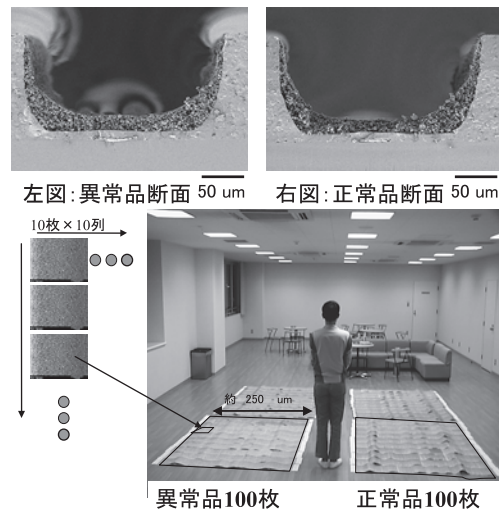 左図:異常品断面 50 um
右図:正常品断面 50 um
10枚×10列
約 250 um
異常品100枚
正常品100枚